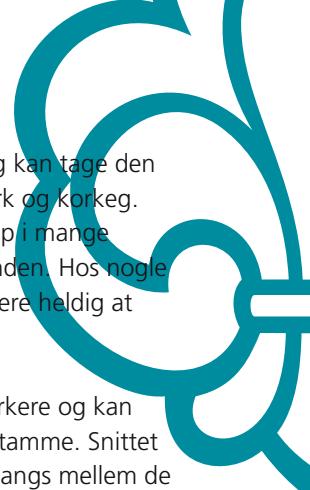 kan tage den
rk og korkeg.
p i mange
nden. Hos nogle
ere heldig at
rkere og kan
tamme. Snittet
angs mellem de